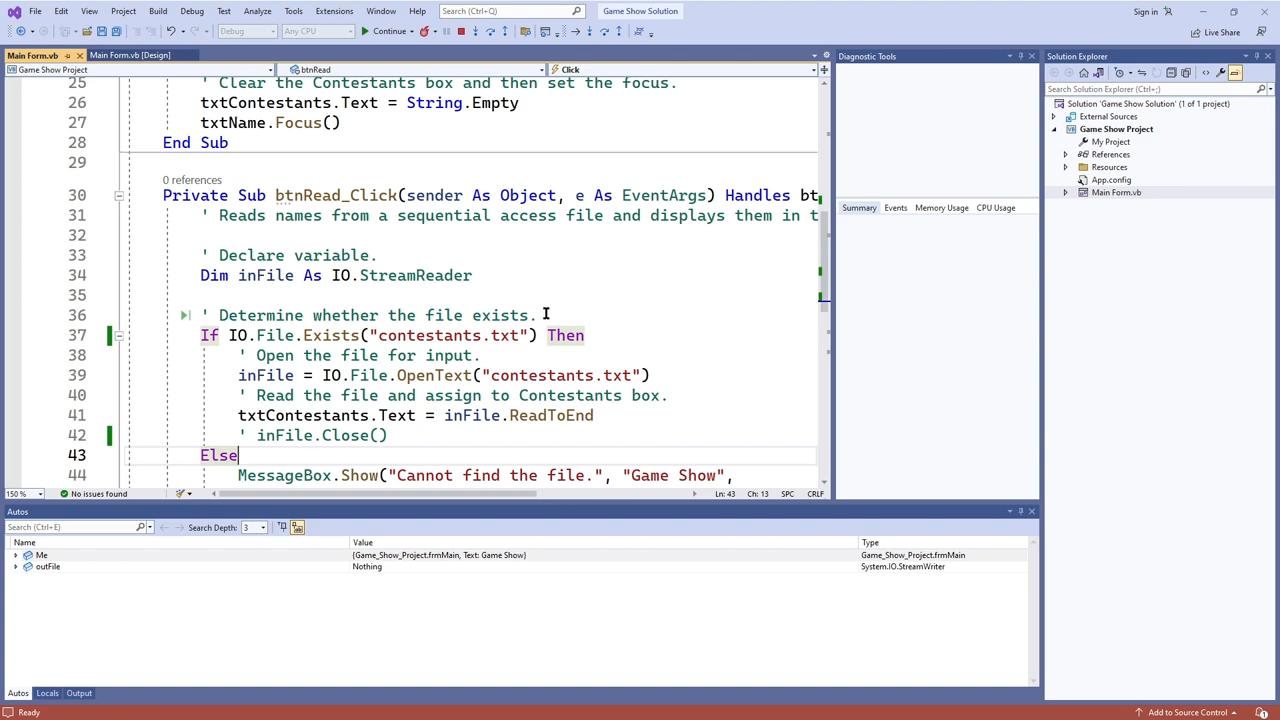 File Edit View Project Build Debug Test Analyze Tools Extensions Window Help Search (Ctrl+Q) Game Show Solution Sign in
Debug Any CPU Continue Live Share
Main Form.vb Main Form.vb [Design]
Game Show Project btnRead Click
25 ' Clear the Contestants box and then set the focus.
26 txtContestants.Text = String.Empty
27 txtName.Focus()
28 End Sub
29
0 references
30 Private Sub btnRead_Click(sender As Object, e As EventArgs) Handles bt
31 ' Reads names from a sequential access file and displays them in t
32
33 ' Declare variable.
34 Dim inFile As IO.StreamReader
35
36 ' Determine whether the file exists.
37 If IO.File.Exists("contestants.txt") Then
38 ' Open the file for input.
39 inFile = IO.File.OpenText("contestants.txt")
40 ' Read the file and assign to Contestants box.
41 txtContestants.Text = inFile.ReadToEnd
42 ' inFile.Close()
43 Else
44 MessageBox.Show("Cannot find the file.", "Game Show",
150 % No issues found Ln: 43 Ch: 13 SPC CRLF
Diagnostic Tools
Summary Events Memory Usage CPU Usage
Solution Explorer
Search Solution Explorer (Ctrl+;)
Solution 'Game Show Solution' (1 of 1 project)
External Sources
Game Show Project
My Project
References
Resources
App.config
Main Form.vb
Autos
Search (Ctrl+E) Search Depth: 3
Name Value Type
Me {Game_Show_Project.frmMain, Text: Game Show} Game_Show_Project.frmMain
outFile Nothing System.IO.StreamWriter
Autos Locals Output
Ready Add to Source Control 1